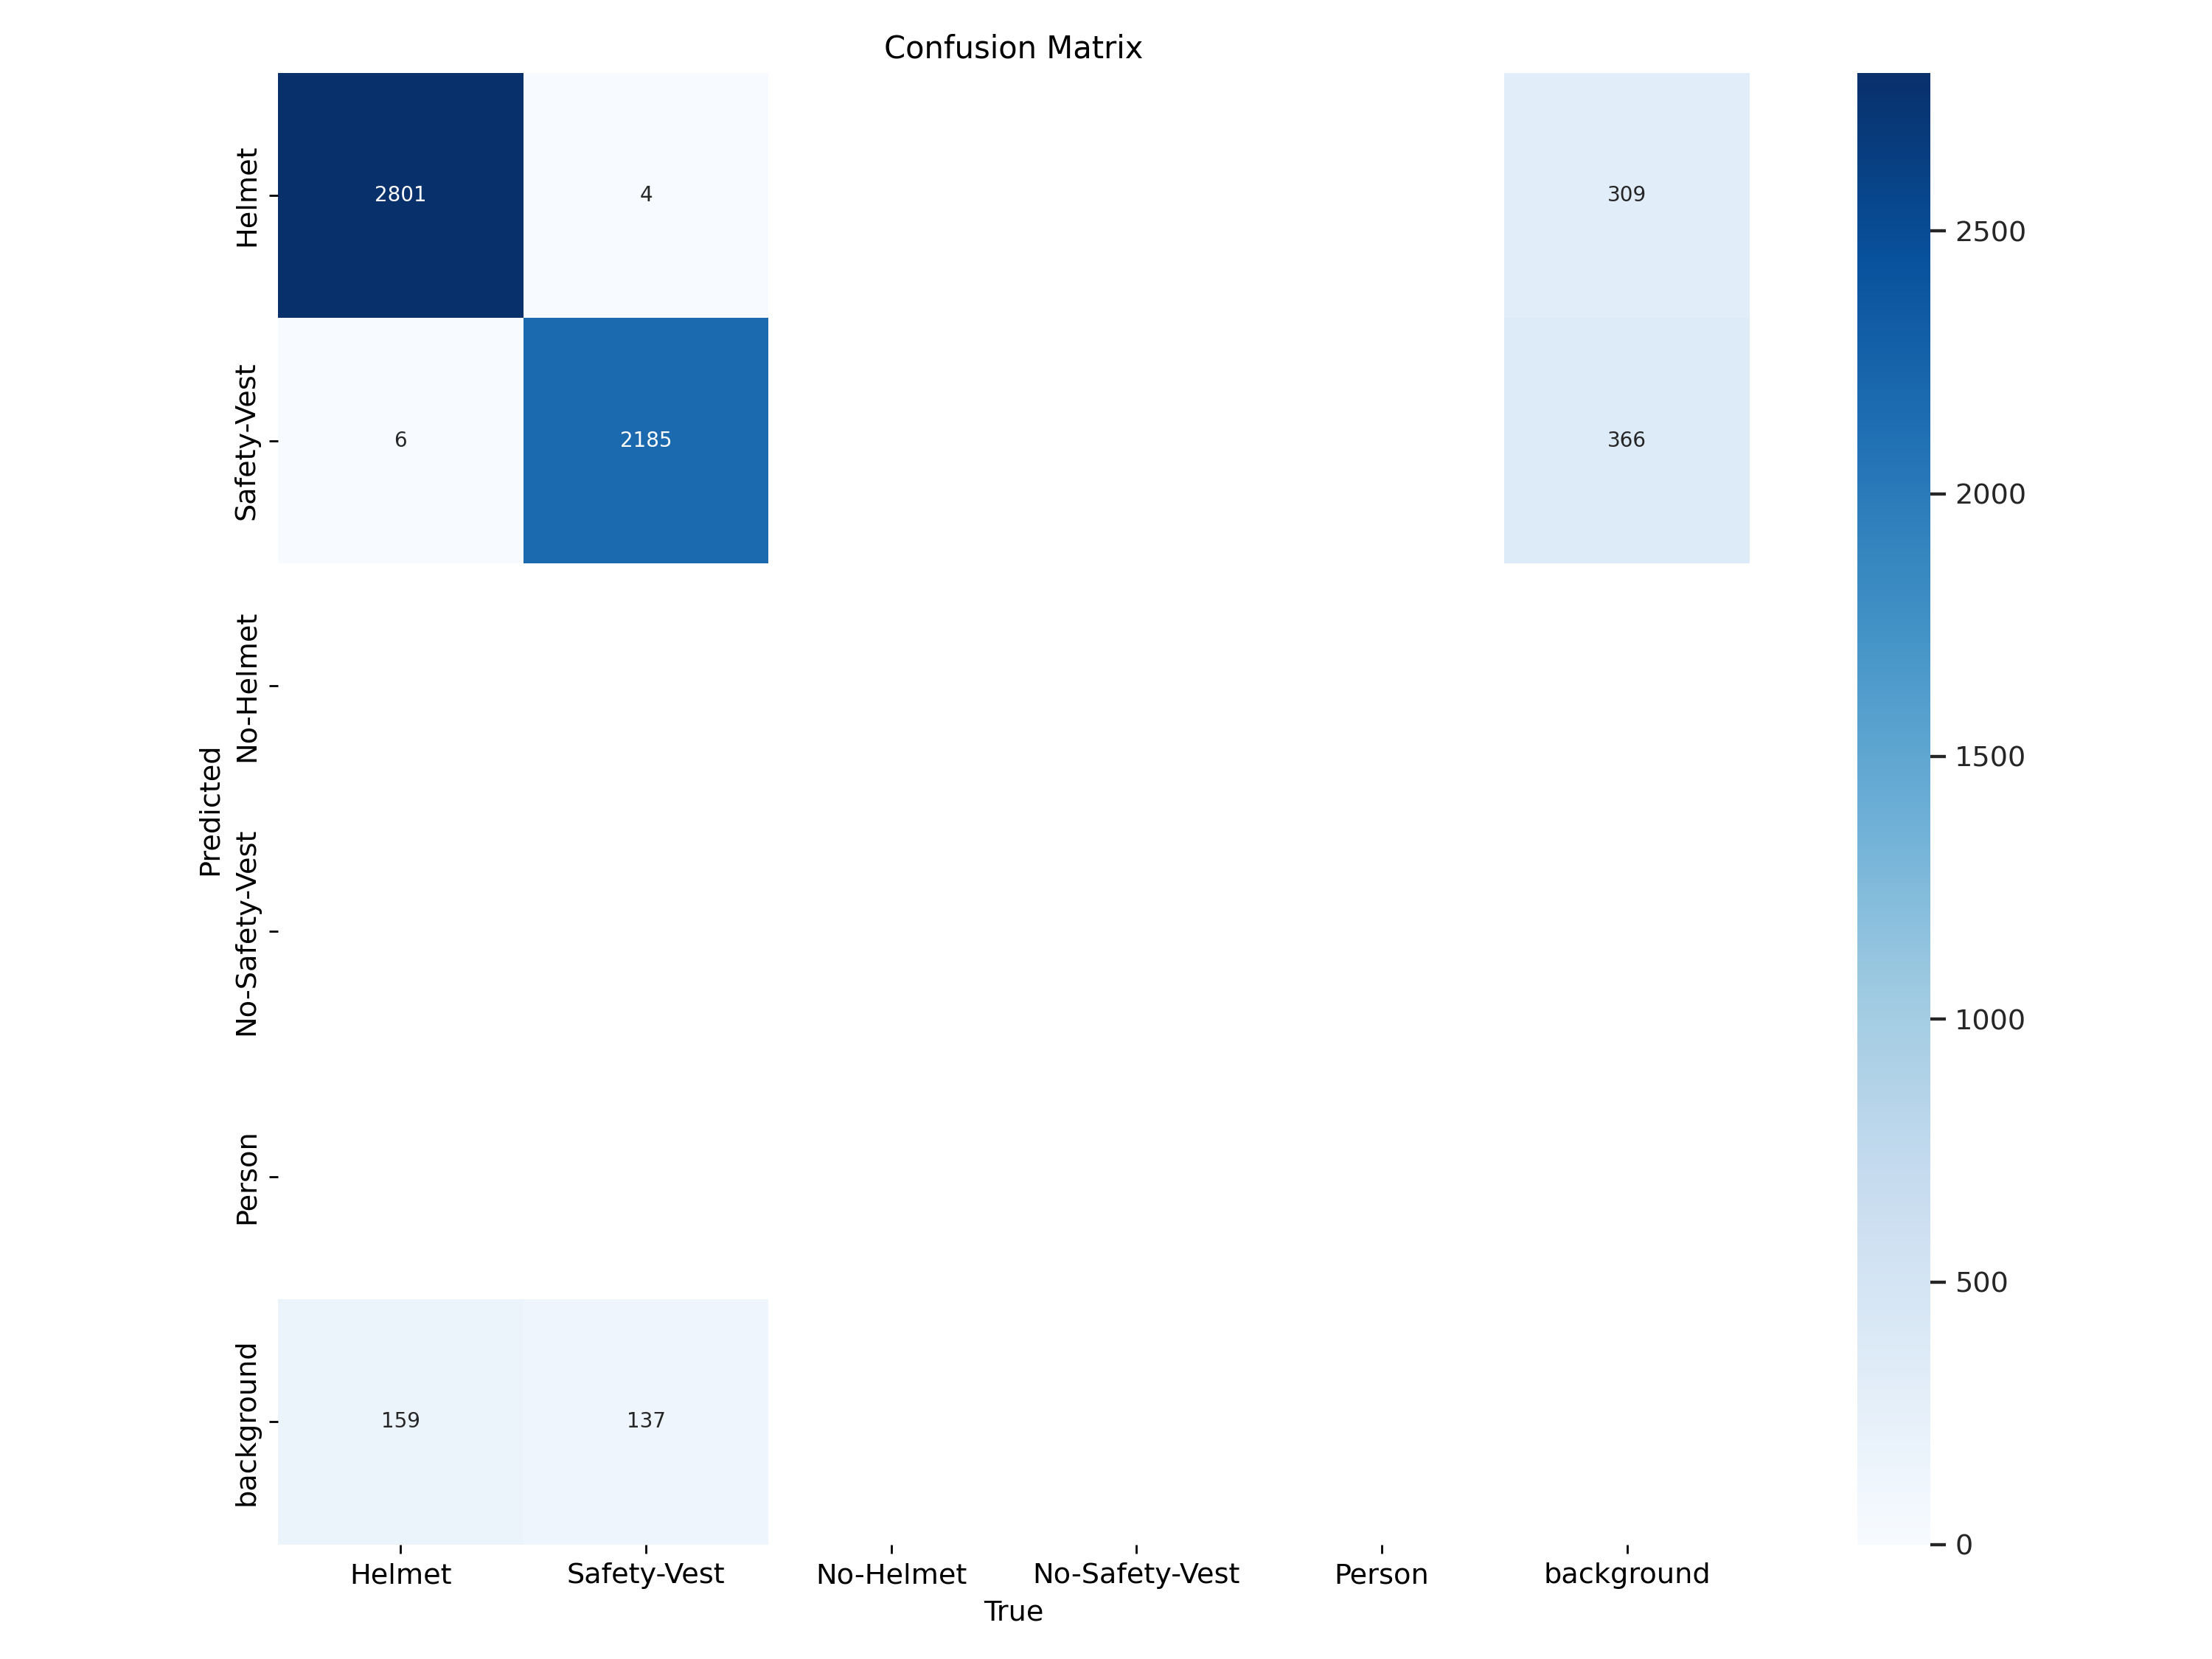 Confusion Matrix
Helmet
2801
4
309
Safety-Vest
6
2185
366
No-Helmet
No-Safety-Vest
Person
background
159
137
Predicted
Helmet
Safety-Vest
No-Helmet
No-Safety-Vest
Person
background
True
2500
2000
1500
1000
500
0